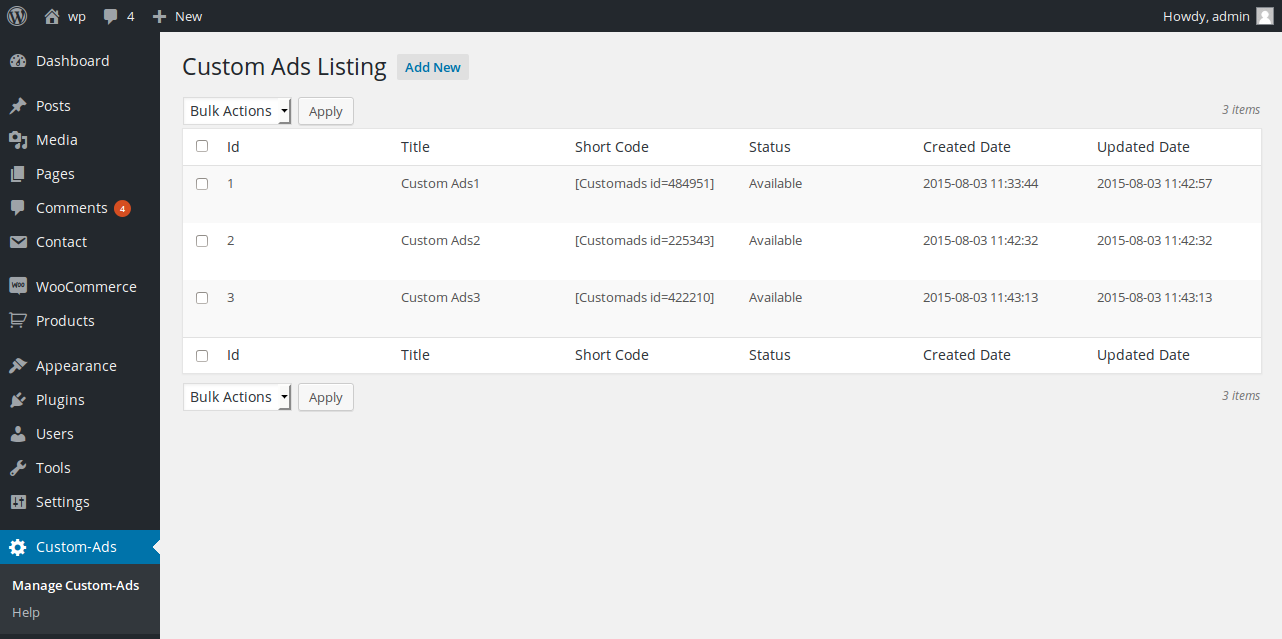 wp 4 New Howdy, admin
Dashboard
Posts
Media
Pages
Comments 4
Contact
WOO WooCommerce
Products
Appearance
Plugins
Users
Tools
Settings
Custom-Ads
Manage Custom-Ads
Help
Custom Ads Listing Add New
Bulk Actions Apply 3 items
Id Title Short Code Status Created Date Updated Date
1 Custom Ads1 [Customads id=484951] Available 2015-08-03 11:33:44 2015-08-03 11:42:57
2 Custom Ads2 [Customads id=225343] Available 2015-08-03 11:42:32 2015-08-03 11:42:32
3 Custom Ads3 [Customads id=422210] Available 2015-08-03 11:43:13 2015-08-03 11:43:13
Id Title Short Code Status Created Date Updated Date
Bulk Actions Apply 3 items